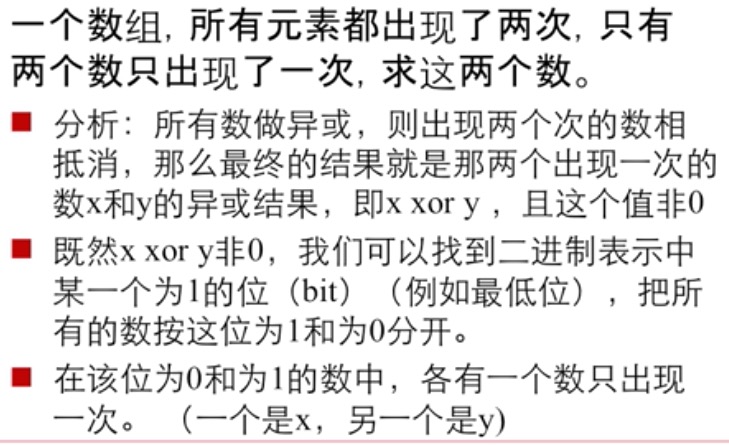 一个数组, 所有元素都出现了两次, 只有
两个数只出现了一次, 求这两个数。
■ 分析：所有数做异或，则出现两个次的数相
抵消，那么最终的结果就是那两个出现一次的
数x和y的异或结果，即x xor y ，且这个值非0
■ 既然x xor y非0，我们可以找到二进制表示中
某一个为1的位（bit）（例如最低位）, 把所
有的数按这位为1和为0分开。
■ 在该位为0和为1的数中，各有一个数只出现
一次。 （一个是x，另一个是y)